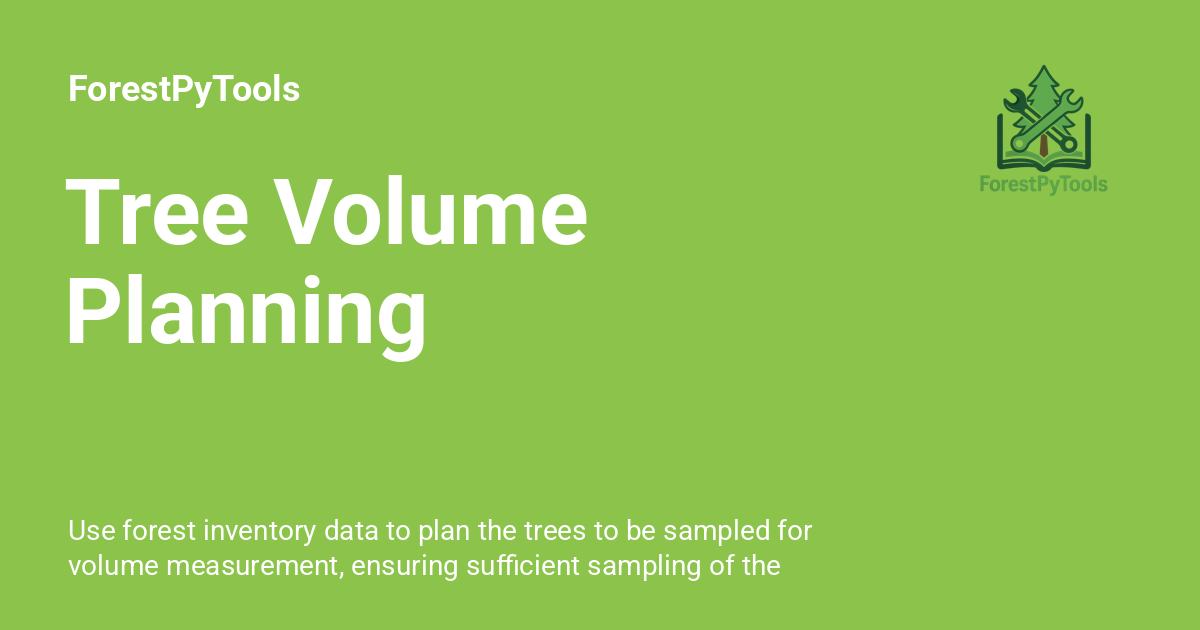 ForestPyTools
ForestPyTools
Tree Volume
Planning
Use forest inventory data to plan the trees to be sampled for
volume measurement, ensuring sufficient sampling of the